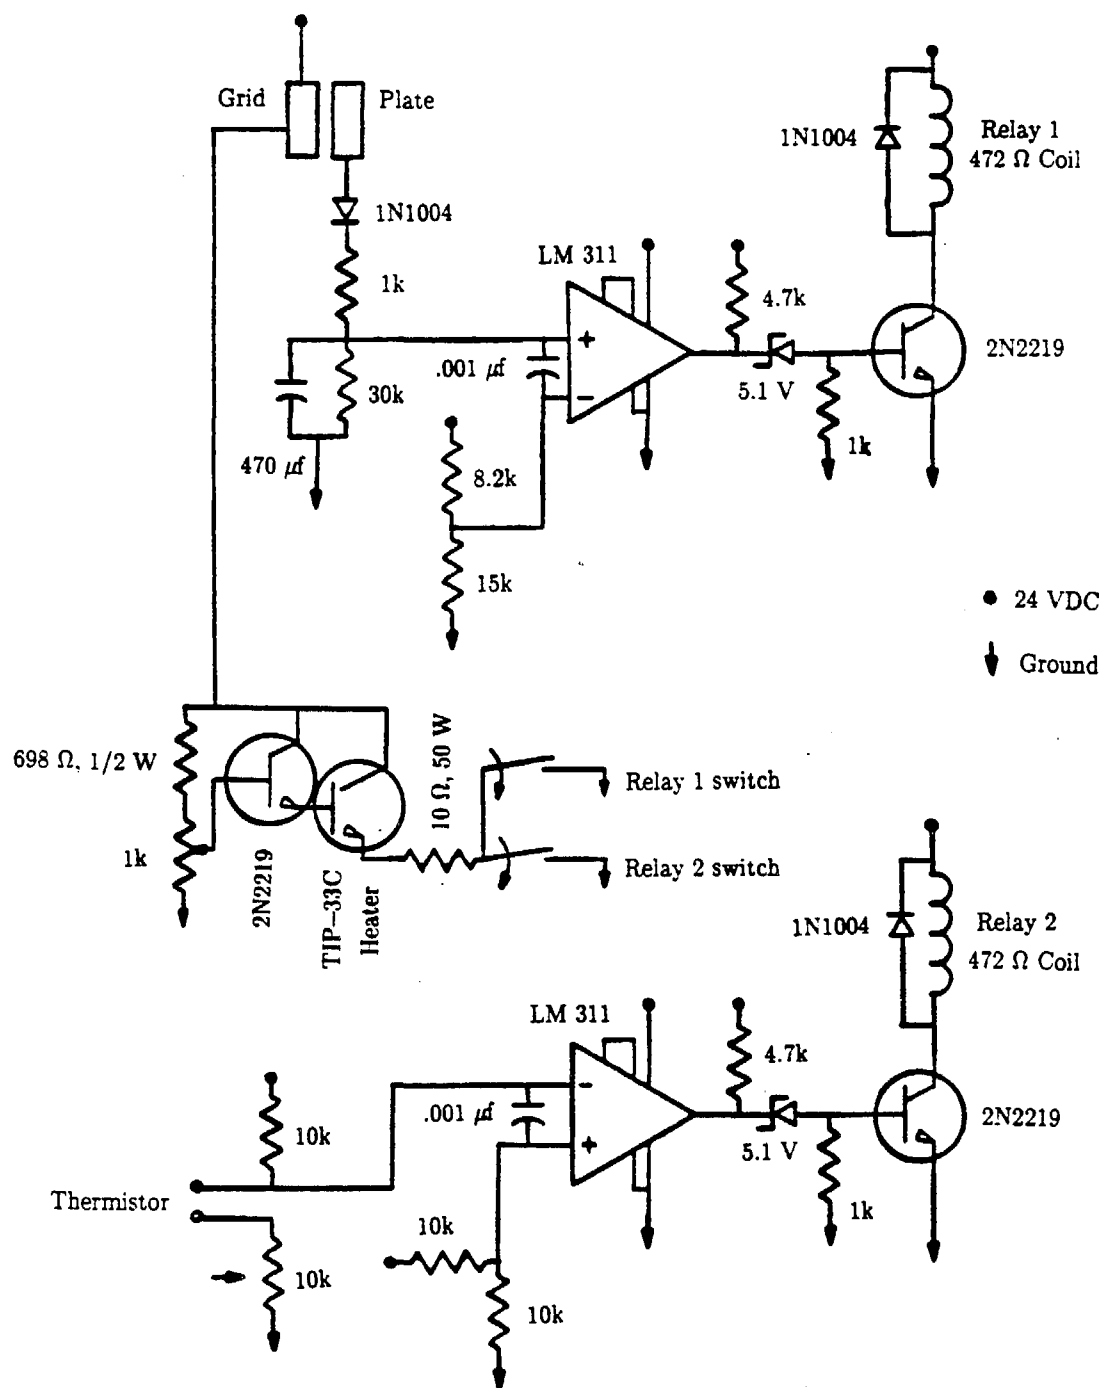 Grid
Plate
1N1004
1k
30k
470 μf
.001 μf
LM 311
+
−
8.2k
15k
4.7k
5.1 V
1k
1N1004
Relay 1
472 Ω Coil
2N2219
24 VDC
Ground
698 Ω, 1/2 W
1k
2N2219
TIP-33C
Heater
10 Ω, 50 W
Relay 1 switch
Relay 2 switch
1N1004
Relay 2
472 Ω Coil
LM 311
−
+
.001 μf
4.7k
5.1 V
1k
2N2219
10k
Thermistor
10k
10k
10k